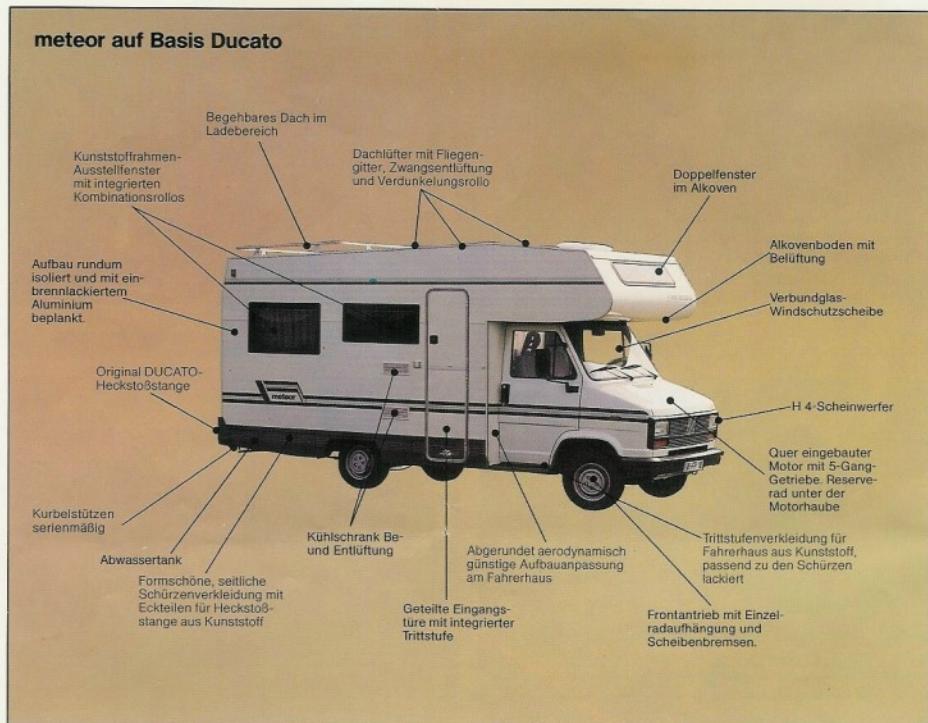 meteor auf Basis Ducato
Begehbares Dach im
Ladebereich
Kunststoffrahmen-
Ausstellfenster
mit integrierten
Kombinationsrollos
Dachlüfter mit Fliegen-
gitter, Zwangsentlüftung
und Verdunkelungsrollo
Doppelfenster
im Alkoven
Alkovenboden mit
Belüftung
Aufbau rundum
isoliert und mit ein-
brennlackiertem
Aluminium
beplankt.
Verbundglas-
Windschutzscheibe
Original DUCATO-
Heckstoßstange
meteor
H 4-Scheinwerfer
Quer eingebauter
Motor mit 5-Gang-
Getriebe. Reserve-
rad unter der
Motorhaube
Kurbelstützen
serienmäßig
Abwassertank
Kühlschrank Be-
und Entlüftung
Abgerundet aerodynamisch
günstige Aufbauanpassung
am Fahrerhaus
Trittstufenverkleidung für
Fahrerhaus aus Kunststoff,
passend zu den Schürzen
lackiert
Formschöne, seitliche
Schürzenverkleidung mit
Eckteilen für Heckstoß-
stange aus Kunststoff
Geteilte Eingangs-
türe mit integrierter
Trittstufe
Frontantrieb mit Einzel-
radaufhängung und
Scheibenbremsen.